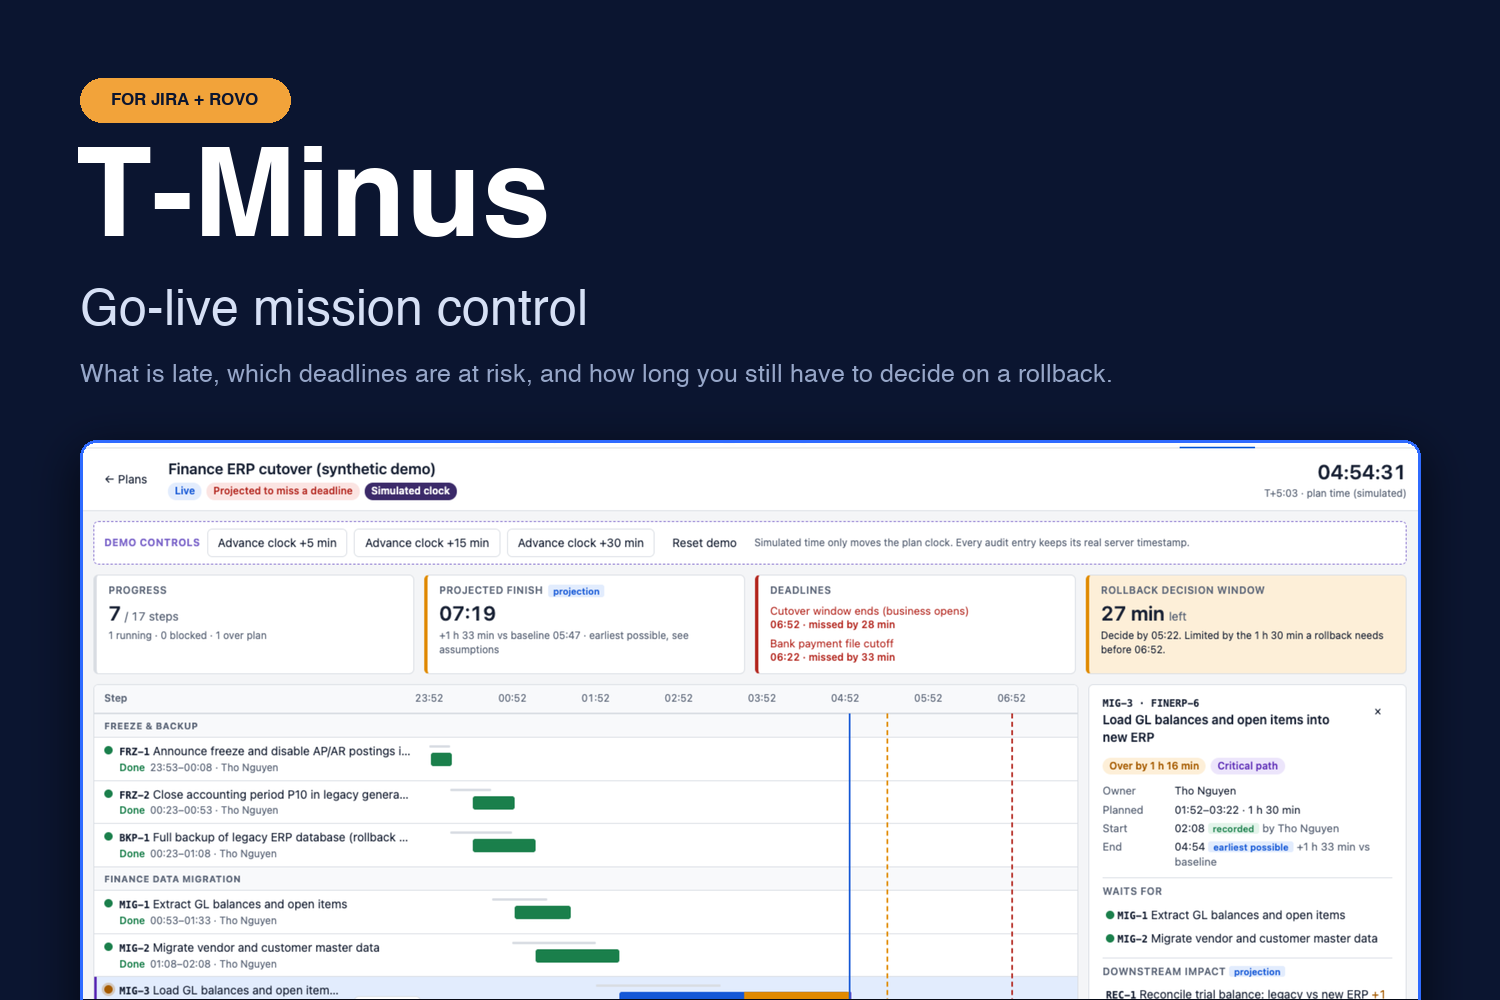 FOR JIRA + ROVO
T-Minus
Go-live mission control
What is late, which deadlines are at risk, and how long you still have to decide on a rollback.
← Plans
Finance ERP cutover (synthetic demo)
Live
Projected to miss a deadline
Simulated clock
04:54:31
T+5:03 · plan time (simulated)
DEMO CONTROLS
Advance clock +5 min
Advance clock +15 min
Advance clock +30 min
Reset demo
Simulated time only moves the plan clock. Every audit entry keeps its real server timestamp.
PROGRESS
7 / 17 steps
1 running · 0 blocked · 1 over plan
PROJECTED FINISH projection
07:19
+1 h 33 min vs baseline 05:47 · earliest possible, see
assumptions
DEADLINES
Cutover window ends (business opens)
06:52 · missed by 28 min
Bank payment file cutoff
06:22 · missed by 33 min
ROLLBACK DECISION WINDOW
27 min left
Decide by 05:22. Limited by the 1 h 30 min a rollback needs
before 06:52.
Step 23:52 00:52 01:52 02:52 03:52 04:52 05:52 06:52
FREEZE & BACKUP
FRZ-1 Announce freeze and disable AP/AR postings i...
Done 23:53–00:08 · Tho Nguyen
FRZ-2 Close accounting period P10 in legacy genera...
Done 00:23–00:53 · Tho Nguyen
BKP-1 Full backup of legacy ERP database (rollback ...
Done 00:23–01:08 · Tho Nguyen
FINANCE DATA MIGRATION
MIG-1 Extract GL balances and open items
Done 00:53–01:33 · Tho Nguyen
MIG-2 Migrate vendor and customer master data
Done 01:08–02:08 · Tho Nguyen
MIG-3 Load GL balances and open item...
MIG-3 · FINERP-6
×
Load GL balances and open items into
new ERP
Over by 1 h 16 min
Critical path
Owner Tho Nguyen
Planned 01:52–03:22 · 1 h 30 min
Start 02:08 recorded by Tho Nguyen
End 04:54 earliest possible +1 h 33 min vs
baseline
WAITS FOR
MIG-1 Extract GL balances and open items
MIG-2 Migrate vendor and customer master data
DOWNSTREAM IMPACT projection
REC-1 Reconcile trial balance: legacy vs new ERP +1